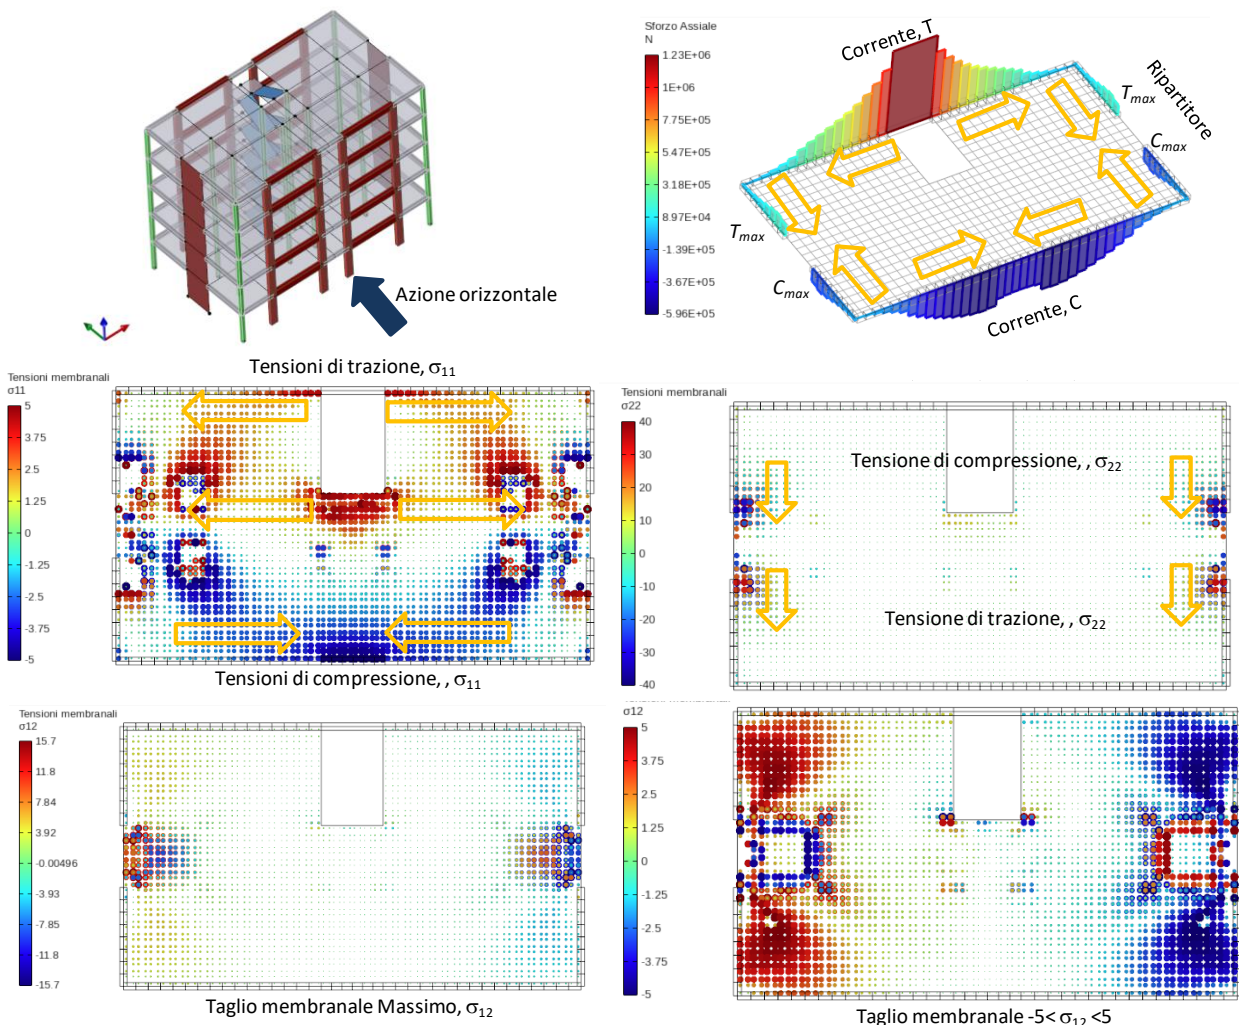 Azione orizzontale
Sforzo Assiale
N
1.23E+06
1E+06
7.75E+05
5.47E+05
3.18E+05
8.97E+04
-1.39E+05
-3.67E+05
-5.96E+05
Corrente, T
Ripartitore
Tmax
Cmax
Tmax
Cmax
Corrente, C
Tensioni di trazione, σ11
Tensioni membranali
σ11
5
3.75
2.5
1.25
0
-1.25
-2.5
-3.75
-5
Tensioni di compressione, , σ11
Tensioni membranali
σ22
40
30
20
10
0
-10
-20
-30
-40
Tensione di compressione, , σ22
Tensione di trazione, , σ22
Tensioni membranali
σ12
15.7
11.8
7.84
3.92
-0.00496
-3.93
-7.85
-11.8
-15.7
Taglio membranale Massimo, σ12
σ12
5
3.75
2.5
1.25
0
-1.25
-2.5
-3.75
-5
Taglio membranale -5< σ12 <5